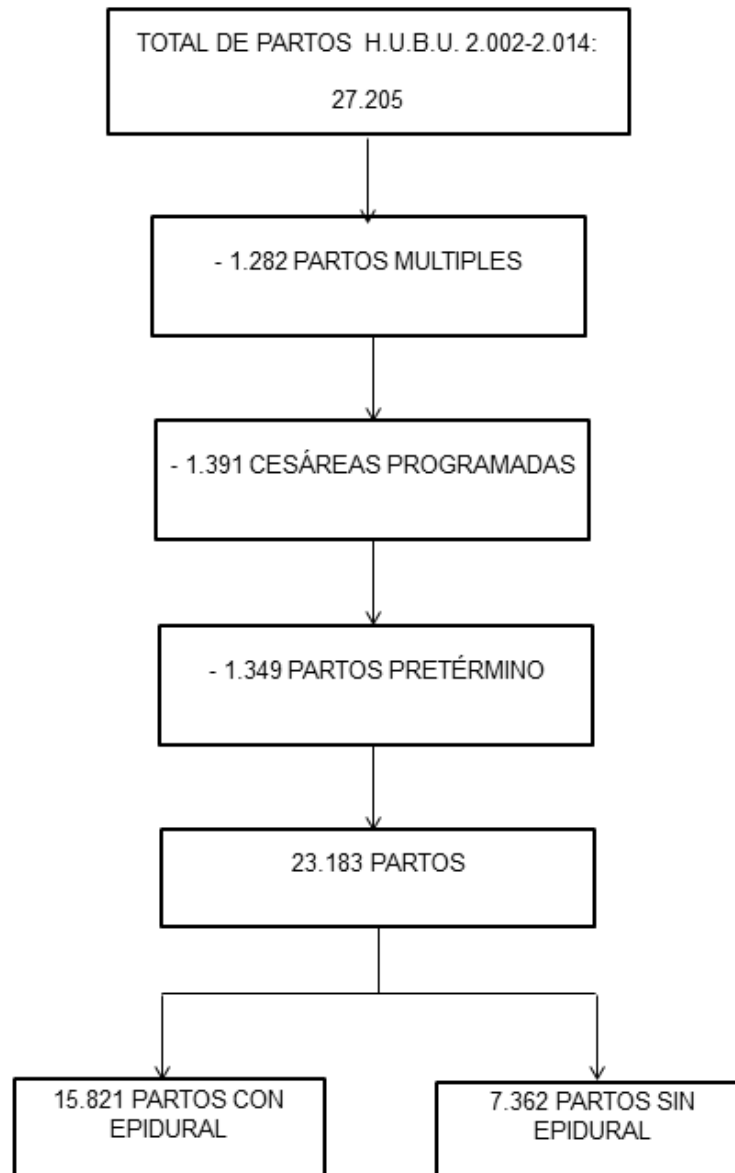 TOTAL DE PARTOS H.U.B.U. 2.002-2.014:
27.205
- 1.282 PARTOS MULTIPLES
- 1.391 CESÁREAS PROGRAMADAS
- 1.349 PARTOS PRETÉRMINO
23.183 PARTOS
15.821 PARTOS CON
EPIDURAL
7.362 PARTOS SIN
EPIDURAL